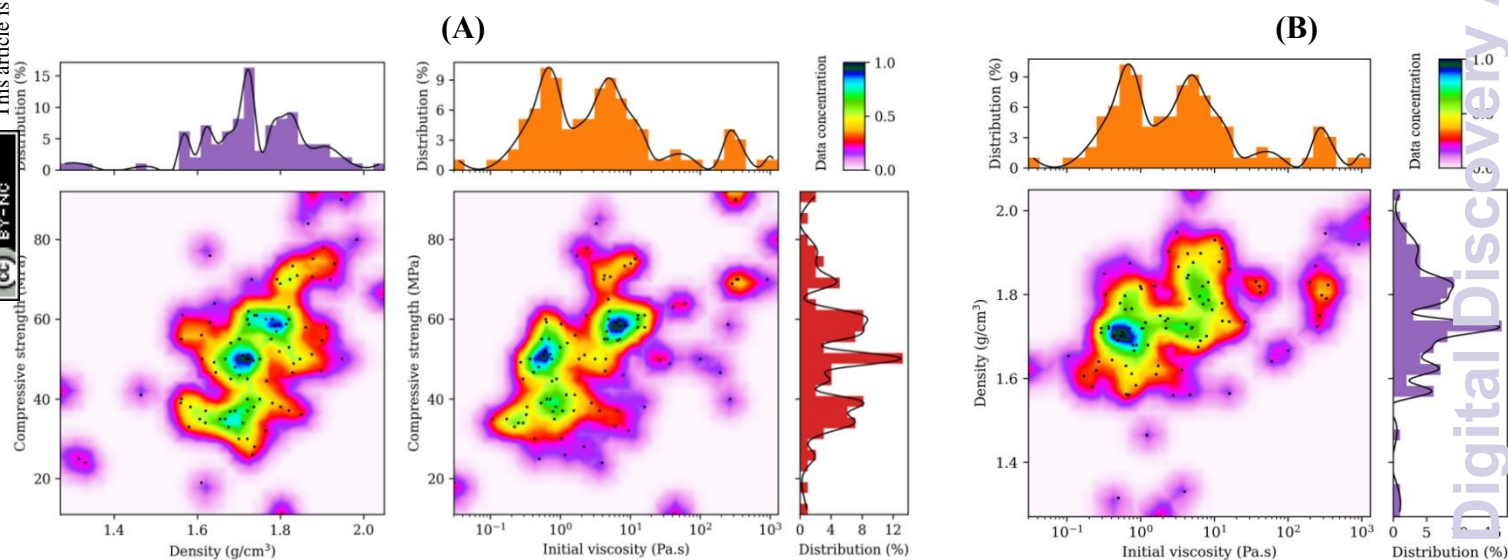 (A) (B)
This article is
BY-NC
(cc)
Digital Discovery
Distribution (%)
15
10
5
0
Distribution (%)
9
6
3
0
Data concentration
1.0
0.5
0.0
Distribution (%)
9
6
3
0
Data concentration
1.0
Compressive strength (MPa)
80
60
40
20
1.4 1.6 1.8 2.0
Density (g/cm³)
Compressive strength (MPa)
80
60
40
20
10⁻¹ 10⁰ 10¹ 10² 10³
Initial viscosity (Pa.s)
0 4 8 12
Distribution (%)
Density (g/cm³)
2.0
1.8
1.6
1.4
10⁻¹ 10⁰ 10¹ 10² 10³
Initial viscosity (Pa.s)
0 5
Distribution (%)